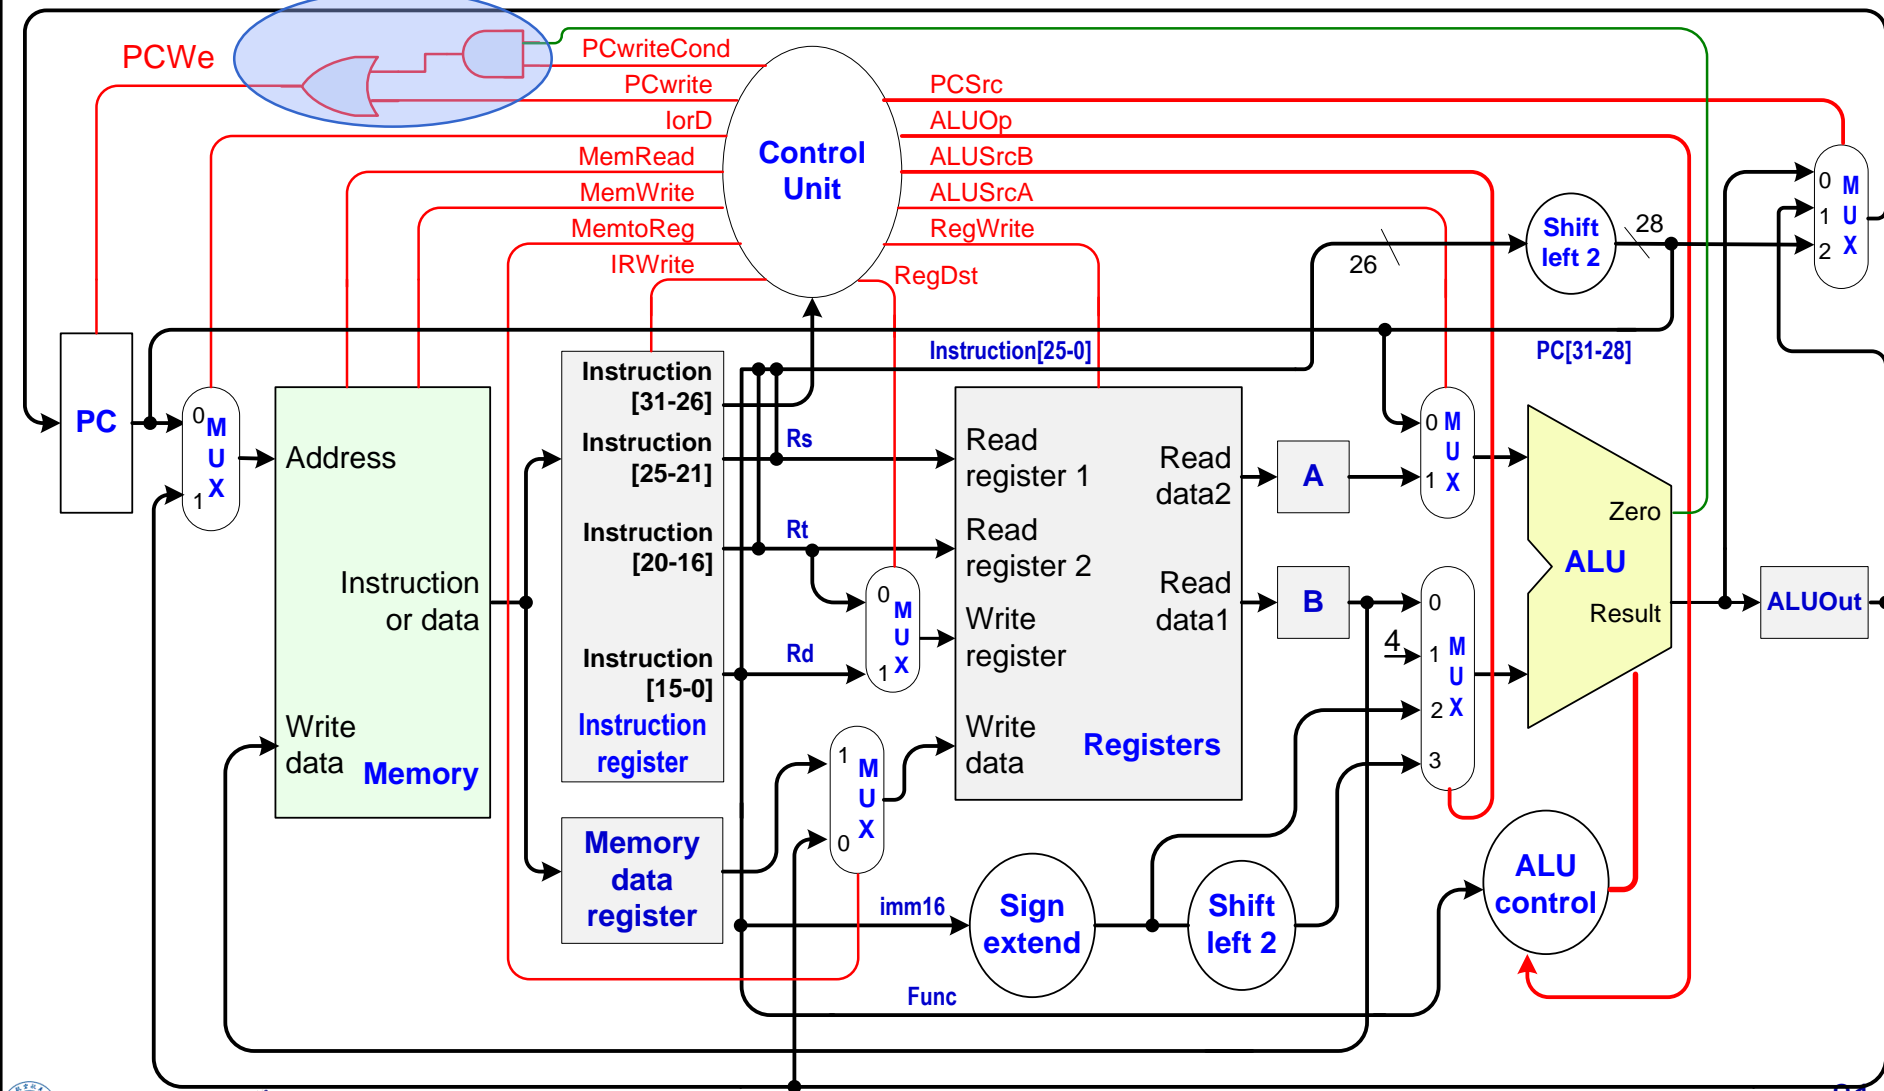 PCWe
PCwriteCond
PCwrite
IorD
MemRead
MemWrite
MemtoReg
IRWrite
Control
Unit
PCSrc
ALUOp
ALUSrcB
ALUSrcA
RegWrite
RegDst
26
Shift
left 2
28
0
1
2
M
U
X
Instruction[25-0]
PC[31-28]
PC
0
1
M
U
X
Address
Instruction
or data
Write
data
Memory
Instruction
[31-26]
Instruction
[25-21]
Instruction
[20-16]
Instruction
[15-0]
Instruction
register
Rs
Rt
Rd
0
1
M
U
X
Memory
data
register
1
0
M
U
X
Read
register 1
Read
register 2
Write
register
Write
data
Read
data2
Read
data1
Registers
A
B
0
1
M
U
X
4
0
1
2
3
M
U
X
Zero
ALU
Result
ALUOut
imm16
Sign
extend
Shift
left 2
ALU
control
Func